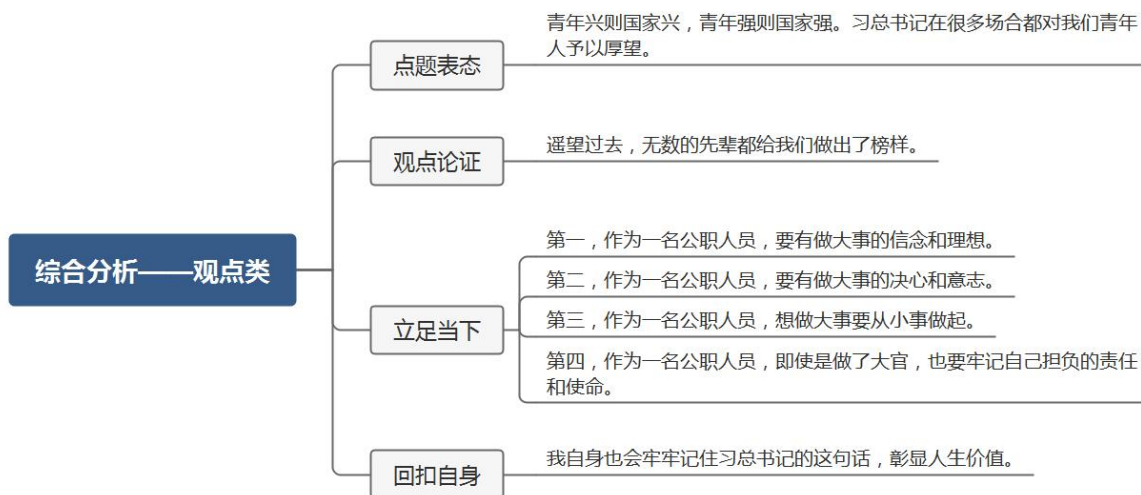 综合分析——观点类
点题表态
青年兴则国家兴，青年强则国家强。习总书记在很多场合都对我们青年
人予以厚望。
观点论证
遥望过去，无数的先辈都给我们做出了榜样。
立足当下
第一，作为一名公职人员，要有做大事的信念和理想。
第二，作为一名公职人员，要有做大事的决心和意志。
第三，作为一名公职人员，想做大事要从小事做起。
第四，作为一名公职人员，即使是做了大官，也要牢记自己担负的责任
和使命。
回扣自身
我自身也会牢牢记住习总书记的这句话，彰显人生价值。